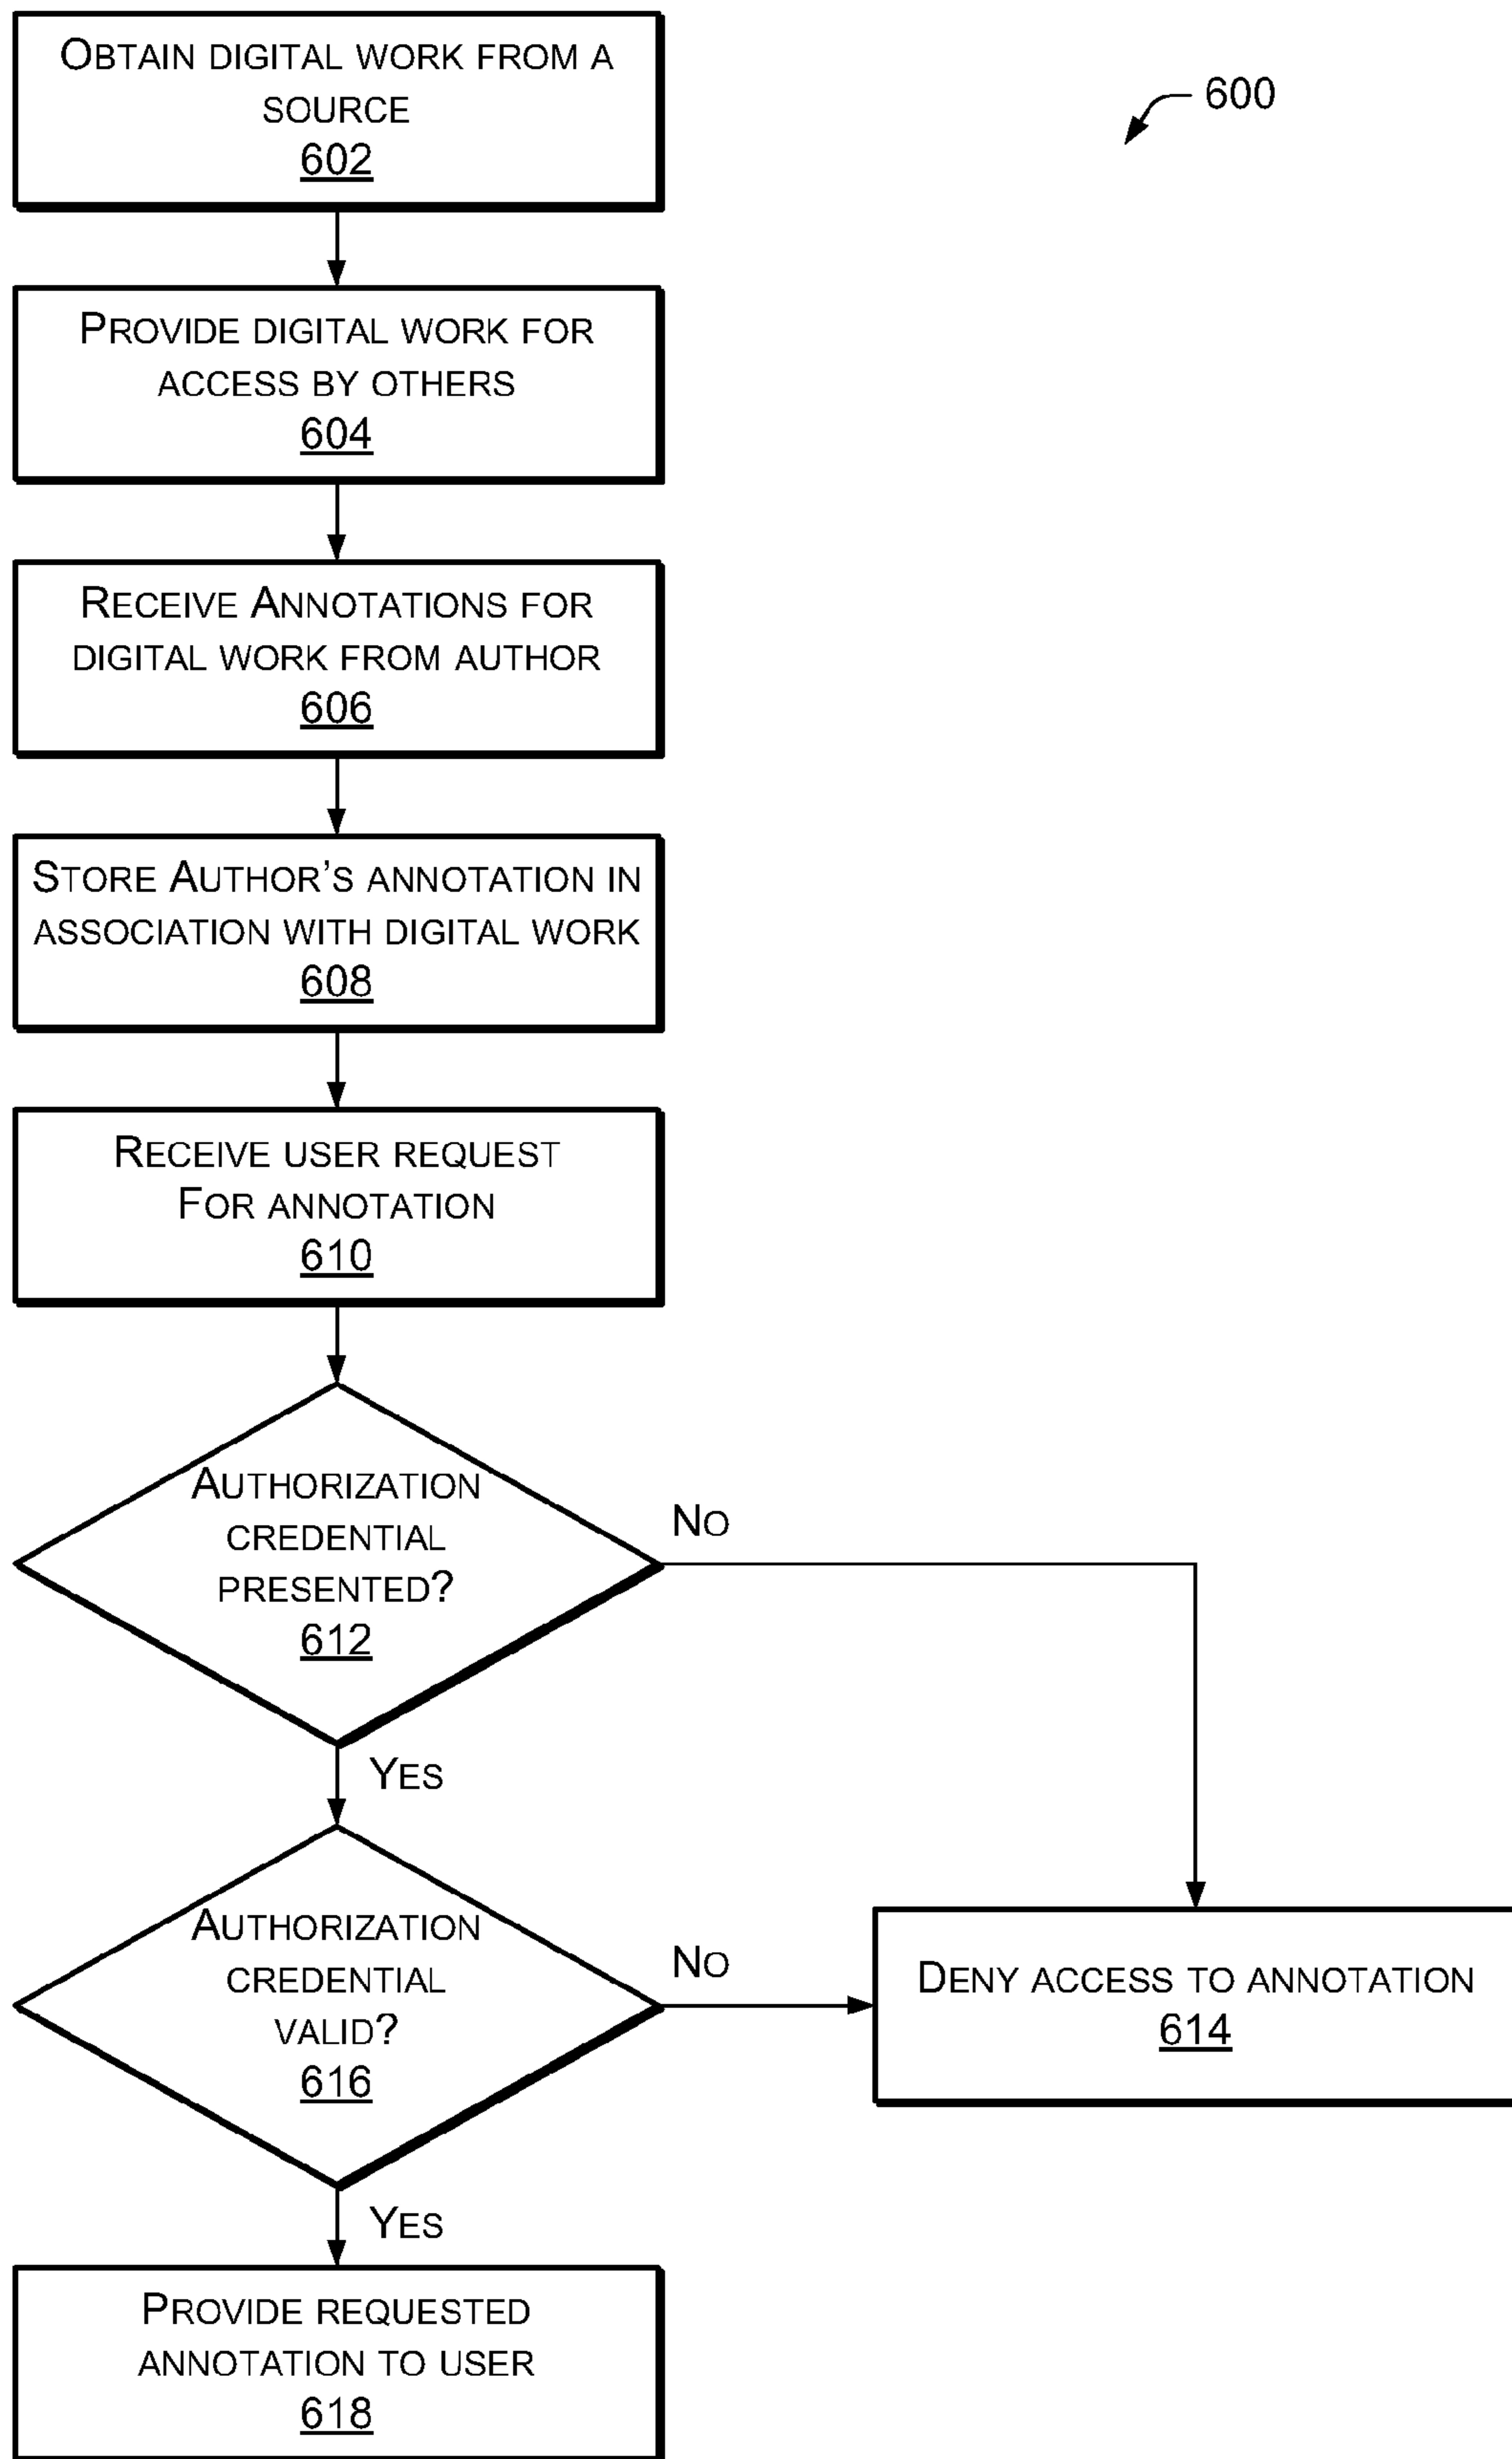 OBTAIN DIGITAL WORK FROM A
SOURCE
602
600
PROVIDE DIGITAL WORK FOR
ACCESS BY OTHERS
604
RECEIVE ANNOTATIONS FOR
DIGITAL WORK FROM AUTHOR
606
STORE AUTHOR'S ANNOTATION IN
ASSOCIATION WITH DIGITAL WORK
608
RECEIVE USER REQUEST
FOR ANNOTATION
610
AUTHORIZATION
CREDENTIAL
PRESENTED?
612
NO
YES
AUTHORIZATION
CREDENTIAL
VALID?
616
NO
DENY ACCESS TO ANNOTATION
614
YES
PROVIDE REQUESTED
ANNOTATION TO USER
618